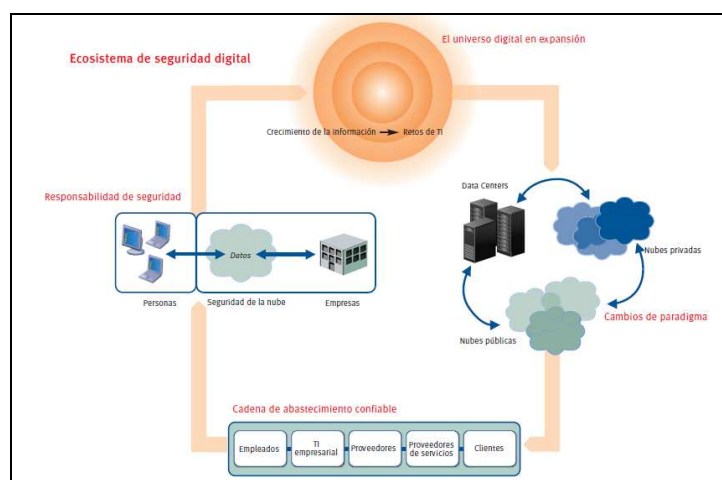 El universo digital en expansión
Ecosistema de seguridad digital
Crecimiento de la información
Retos de TI
Responsabilidad de seguridad
Data Centers
Datos
Nubes privadas
Personas
Seguridad de la nube
Empresas
Cambios de paradigma
Nubes públicas
Cadena de abastecimiento confiable
Empleados
TI
empresarial
Proveedores
Proveedores
de servicios
Clientes